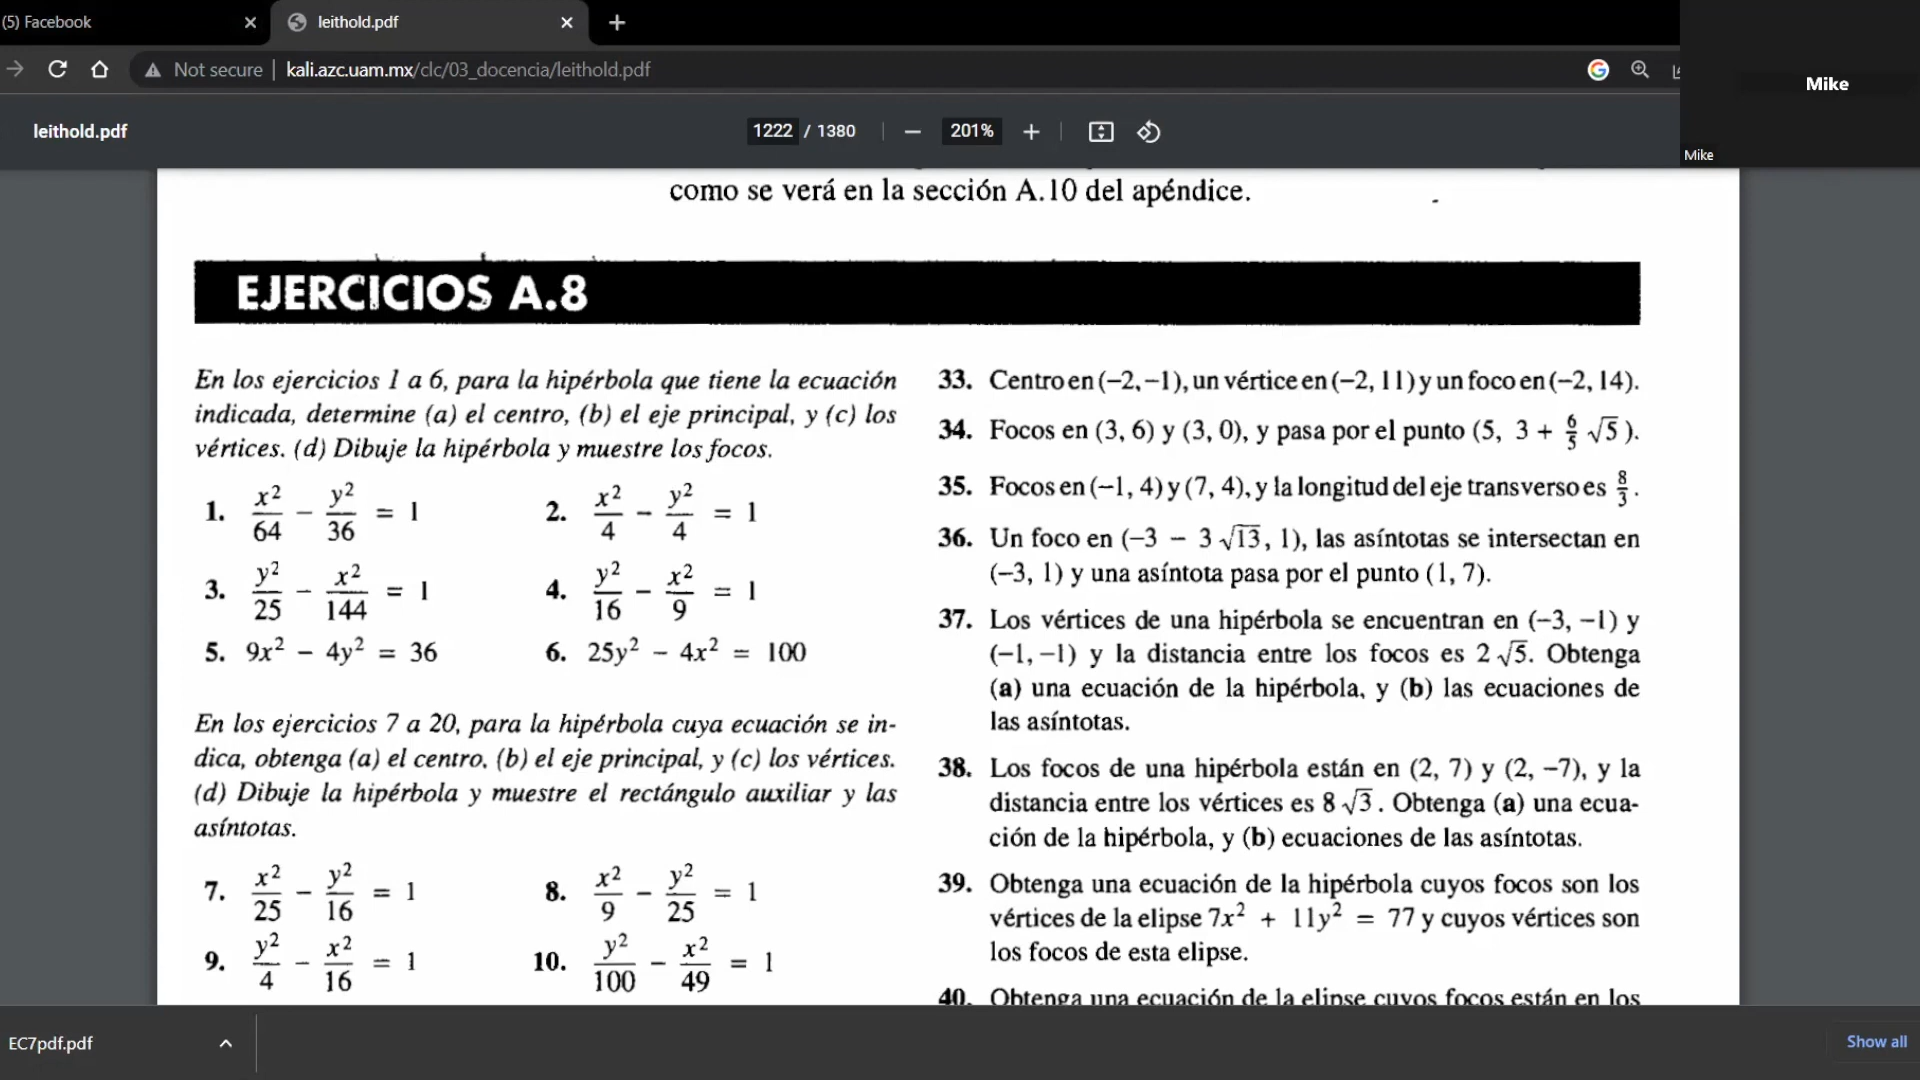 (5) Facebook
leithold.pdf
Not secure
kali.azc.uam.mx/clc/03_docencia/leithold.pdf
Mike
Mike
leithold.pdf
1222 / 1380
201%
como se verá en la sección A.10 del apéndice.
EJERCICIOS A.8
En los ejercicios 1 a 6, para la hipérbola que tiene la ecuación
indicada, determine (a) el centro, (b) el eje principal, y (c) los
vértices. (d) Dibuje la hipérbola y muestre los focos.
1. x²/64 − y²/36 = 1
2. x²/4 − y²/4 = 1
3. y²/25 − x²/144 = 1
4. y²/16 − x²/9 = 1
5. 9x² − 4y² = 36
6. 25y² − 4x² = 100
En los ejercicios 7 a 20, para la hipérbola cuya ecuación se in-
dica, obtenga (a) el centro, (b) el eje principal, y (c) los vértices.
(d) Dibuje la hipérbola y muestre el rectángulo auxiliar y las
asíntotas.
7. x²/25 − y²/16 = 1
8. x²/9 − y²/25 = 1
9. y²/4 − x²/16 = 1
10. y²/100 − x²/49 = 1
33. Centro en (−2, −1), un vértice en (−2, 11) y un foco en (−2, 14).
34. Focos en (3, 6) y (3, 0), y pasa por el punto (5, 3 + 6/5 √5).
35. Focos en (−1, 4) y (7, 4), y la longitud del eje transverso es 8/3.
36. Un foco en (−3 − 3√13, 1), las asíntotas se intersectan en
(−3, 1) y una asíntota pasa por el punto (1, 7).
37. Los vértices de una hipérbola se encuentran en (−3, −1) y
(−1, −1) y la distancia entre los focos es 2√5. Obtenga
(a) una ecuación de la hipérbola, y (b) las ecuaciones de
las asíntotas.
38. Los focos de una hipérbola están en (2, 7) y (2, −7), y la
distancia entre los vértices es 8√3. Obtenga (a) una ecua-
ción de la hipérbola, y (b) ecuaciones de las asíntotas.
39. Obtenga una ecuación de la hipérbola cuyos focos son los
vértices de la elipse 7x² + 11y² = 77 y cuyos vértices son
los focos de esta elipse.
40. Obtenga una ecuación de la elipse cuyos focos están en los
EC7pdf.pdf
Show all